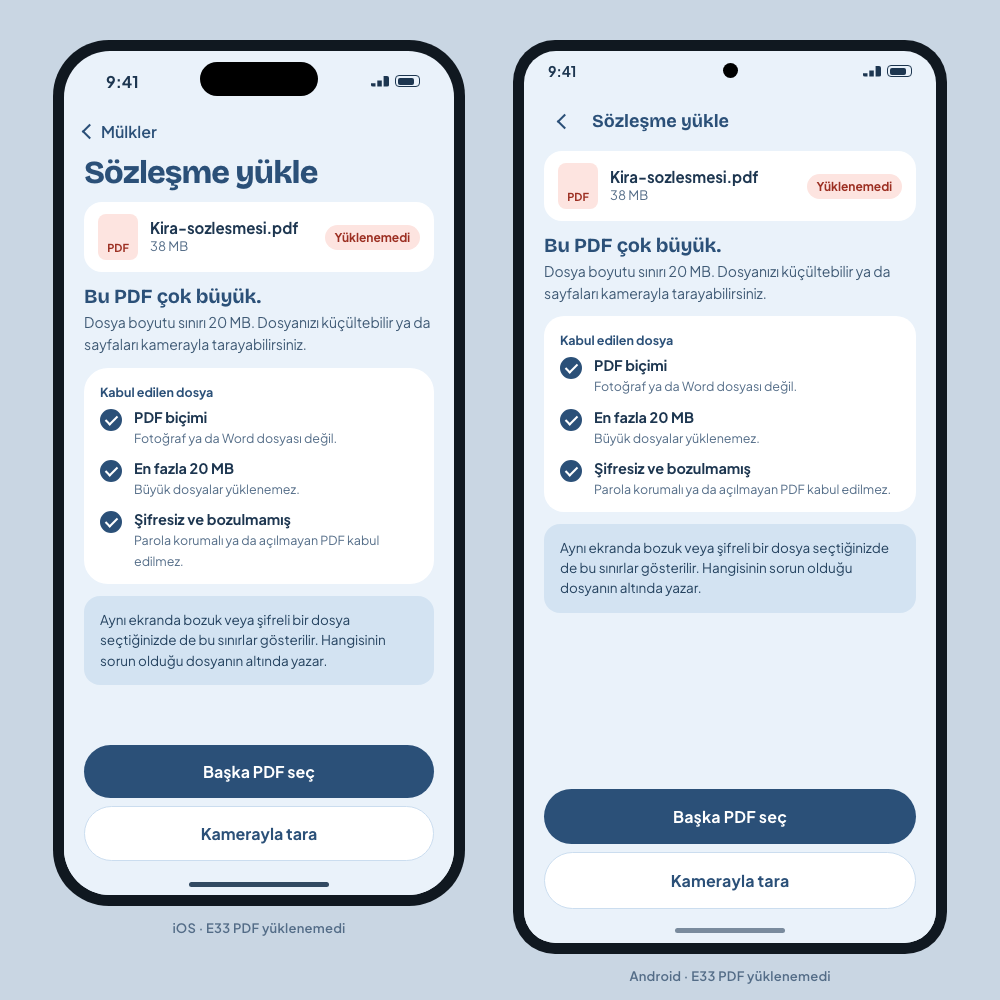 9:41
Mülkler
Sözleşme yükle
PDF
Kira-sozlesmesi.pdf
38 MB
Yüklenemedi
Bu PDF çok büyük.
Dosya boyutu sınırı 20 MB. Dosyanızı küçültebilir ya da
sayfaları kamerayla tarayabilirsiniz.
Kabul edilen dosya
PDF biçimi
Fotoğraf ya da Word dosyası değil.
En fazla 20 MB
Büyük dosyalar yüklenemez.
Şifresiz ve bozulmamış
Parola korumalı ya da açılmayan PDF kabul
edilmez.
Aynı ekranda bozuk veya şifreli bir dosya
seçtiğinizde de bu sınırlar gösterilir. Hangisinin
sorun olduğu dosyanın altında yazar.
Başka PDF seç
Kamerayla tara
iOS · E33 PDF yüklenemedi
9:41
Sözleşme yükle
PDF
Kira-sozlesmesi.pdf
38 MB
Yüklenemedi
Bu PDF çok büyük.
Dosya boyutu sınırı 20 MB. Dosyanızı küçültebilir ya da
sayfaları kamerayla tarayabilirsiniz.
Kabul edilen dosya
PDF biçimi
Fotoğraf ya da Word dosyası değil.
En fazla 20 MB
Büyük dosyalar yüklenemez.
Şifresiz ve bozulmamış
Parola korumalı ya da açılmayan PDF kabul edilmez.
Aynı ekranda bozuk veya şifreli bir dosya seçtiğinizde
de bu sınırlar gösterilir. Hangisinin sorun olduğu
dosyanın altında yazar.
Başka PDF seç
Kamerayla tara
Android · E33 PDF yüklenemedi